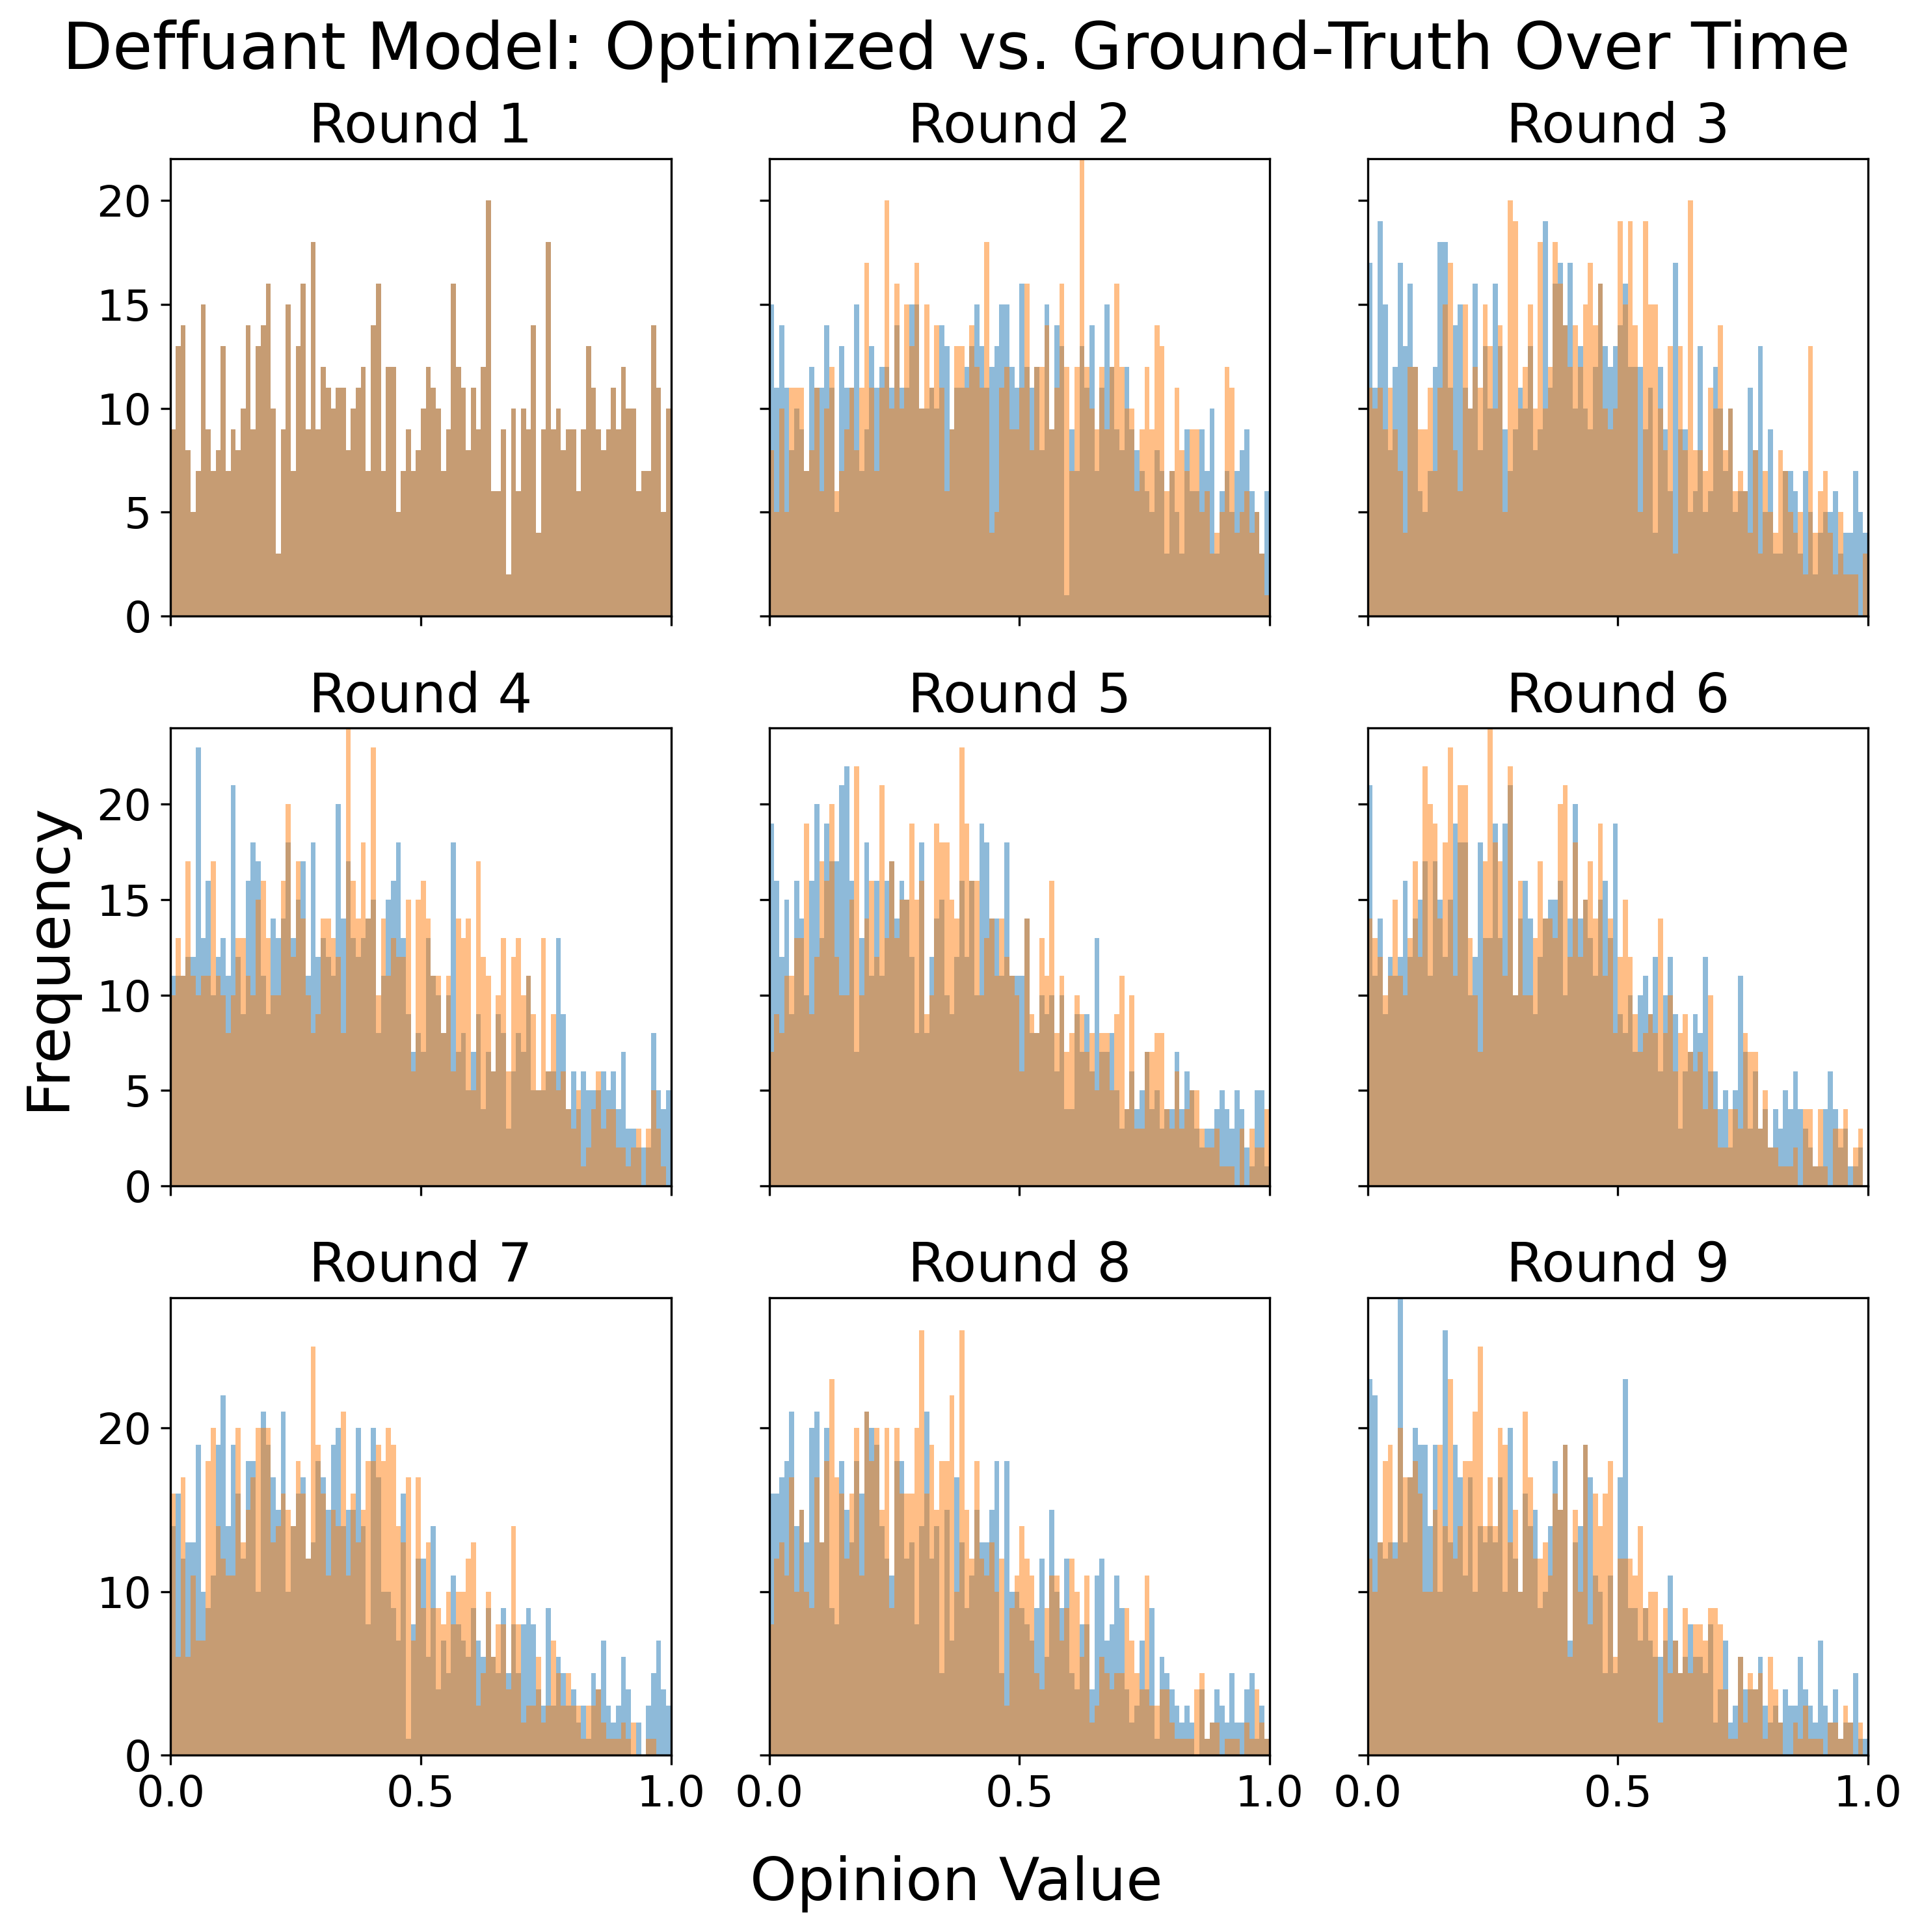 Deffuant Model: Optimized vs. Ground-Truth Over Time
Round 1
Round 2
Round 3
20
15
10
5
0
Round 4
Round 5
Round 6
Frequency
20
15
10
5
0
Round 7
Round 8
Round 9
20
10
0
0.0
0.5
1.0
0.0
0.5
1.0
0.0
0.5
1.0
Opinion Value